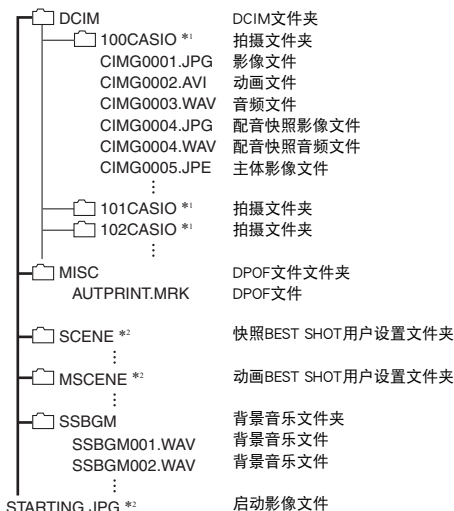 DCIM DCIM文件夹
100CASIO *1 拍摄文件夹
CIMG0001.JPG 影像文件
CIMG0002.AVI 动画文件
CIMG0003.WAV 音频文件
CIMG0004.JPG 配音快照影像文件
CIMG0004.WAV 配音快照音频文件
CIMG0005.JPE 主体影像文件
⋮
101CASIO *1 拍摄文件夹
102CASIO *1 拍摄文件夹
⋮
MISC DPOF文件文件夹
AUTPRINT.MRK DPOF文件
SCENE *2 快照BEST SHOT用户设置文件夹
⋮
MSCENE *2 动画BEST SHOT用户设置文件夹
⋮
SSBGM 背景音乐文件夹
SSBGM001.WAV 背景音乐文件
SSBGM002.WAV 背景音乐文件
⋮
STARTING.JPG *2 启动影像文件